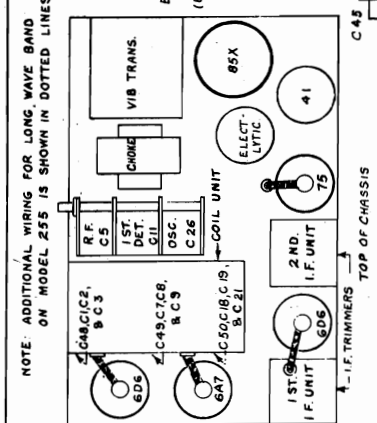 NOTE: ADDITIONAL WIRING FOR LONG WAVE BAND
ON MODEL 255 IS SHOWN IN DOTTED LINES
VIB TRANS.
85X
CHOKE
ELECT-
LYTIC
41
R.F.
C5
1ST.
DET.
C11
OSC.
C26
COIL UNIT
75
C48,C1,C2,
& C3
C49,C7,C8,
& C9
C50,C18,C19,
& C21
2ND.
I.F. UNIT
6D6
6A7
6D6
1ST.
I.F. UNIT
I.F. TRIMMERS
TOP OF CHASSIS
C45